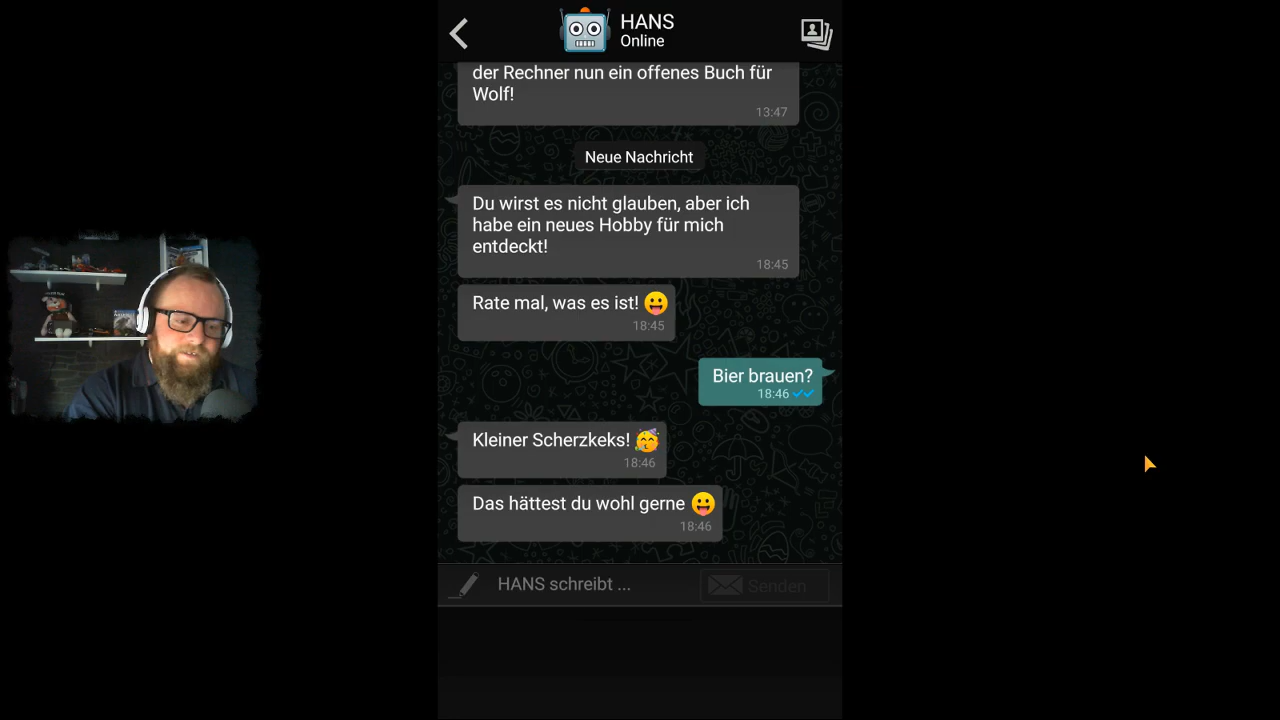 HANS
Online
der Rechner nun ein offenes Buch für
Wolf!
13:47
Neue Nachricht
Du wirst es nicht glauben, aber ich
habe ein neues Hobby für mich
entdeckt!
18:45
Rate mal, was es ist! 😛
18:45
Bier brauen?
18:46
Kleiner Scherzkeks! 🥳
18:46
Das hättest du wohl gerne 😛
18:46
HANS schreibt ...
Senden